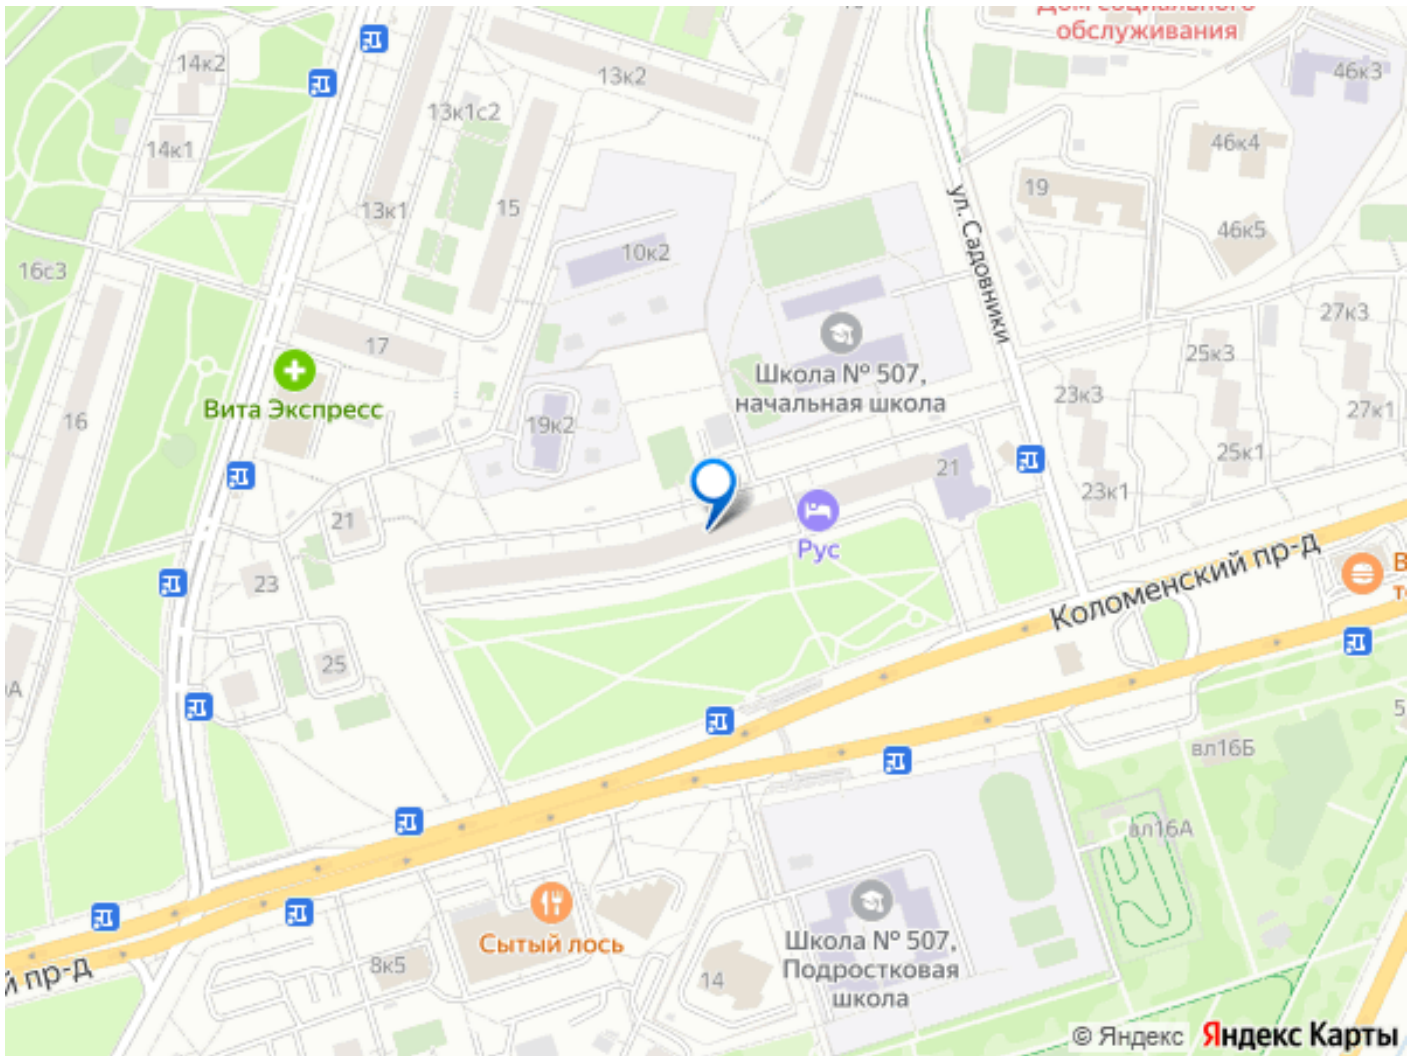 Дом социального
обслуживания
14к2
13к2
46к3
13к1с2
14к1
46к4
19
13к1
15
ул. Садовники
46к5
10к2
16с3
27к3
17
25к3
Школа № 507,
начальная школа
Вита Экспресс
23к3
27к1
16
19к2
25к1
21
23к1
21
Рус
Коломенский пр-д
23
25
вл16Б
вл16А
Сытый лось
Школа № 507,
Подростковая
школа
8к5
14
й пр-д
© Яндекс Яндекс Карты